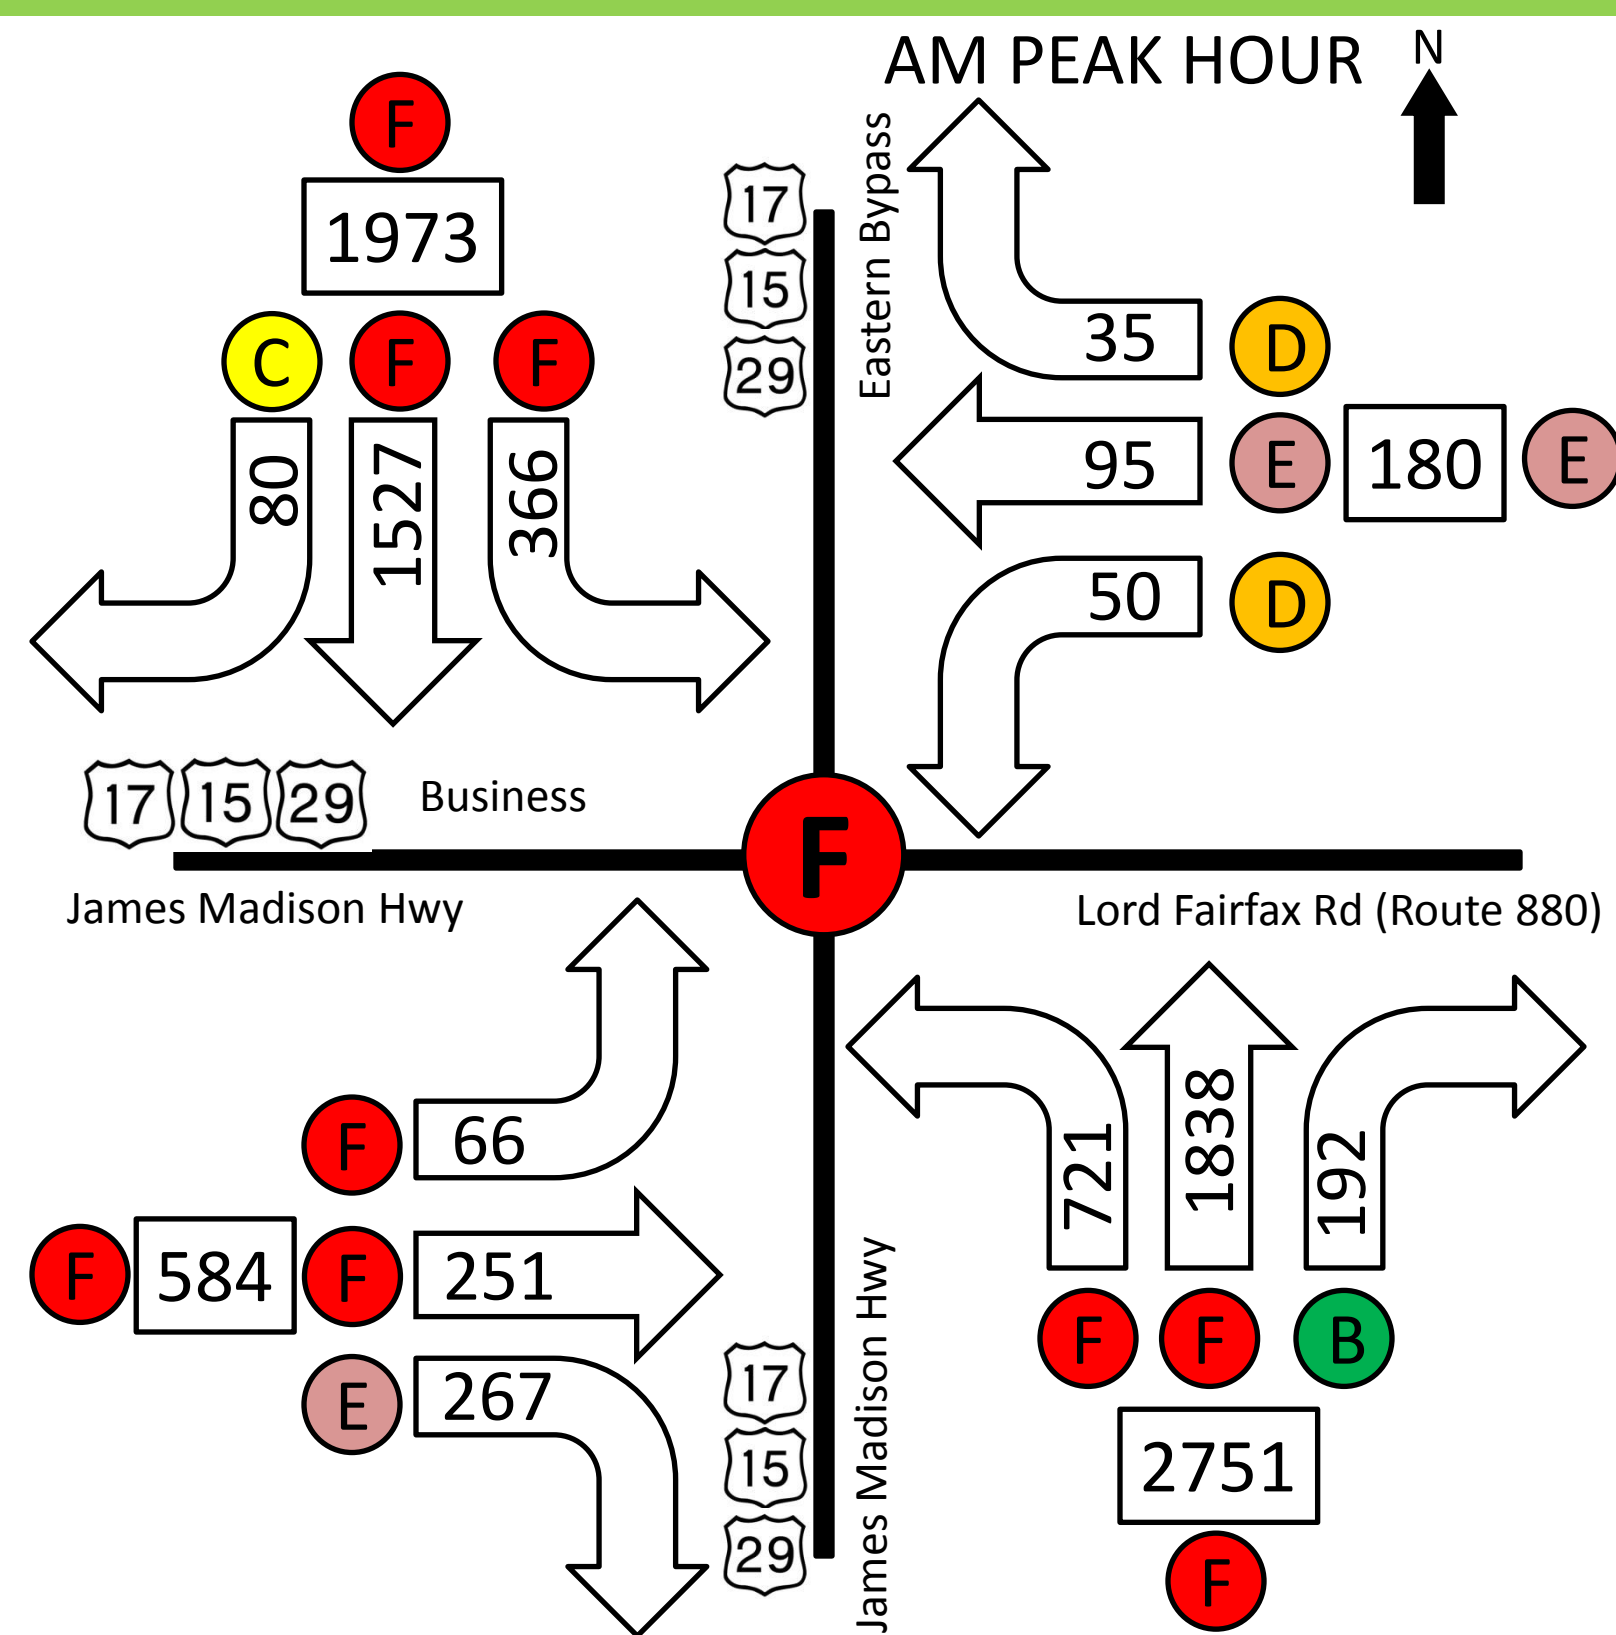 AM PEAK HOUR
N
F
1973
C F F
80
1527
366
17
15
29
Eastern Bypass
35 D
95 E 180 E
50 D
17 15 29 Business
F
James Madison Hwy
Lord Fairfax Rd (Route 880)
F 66
F 584 F 251
E 267
17
15
29
James Madison Hwy
721
1838
192
F F B
2751
F